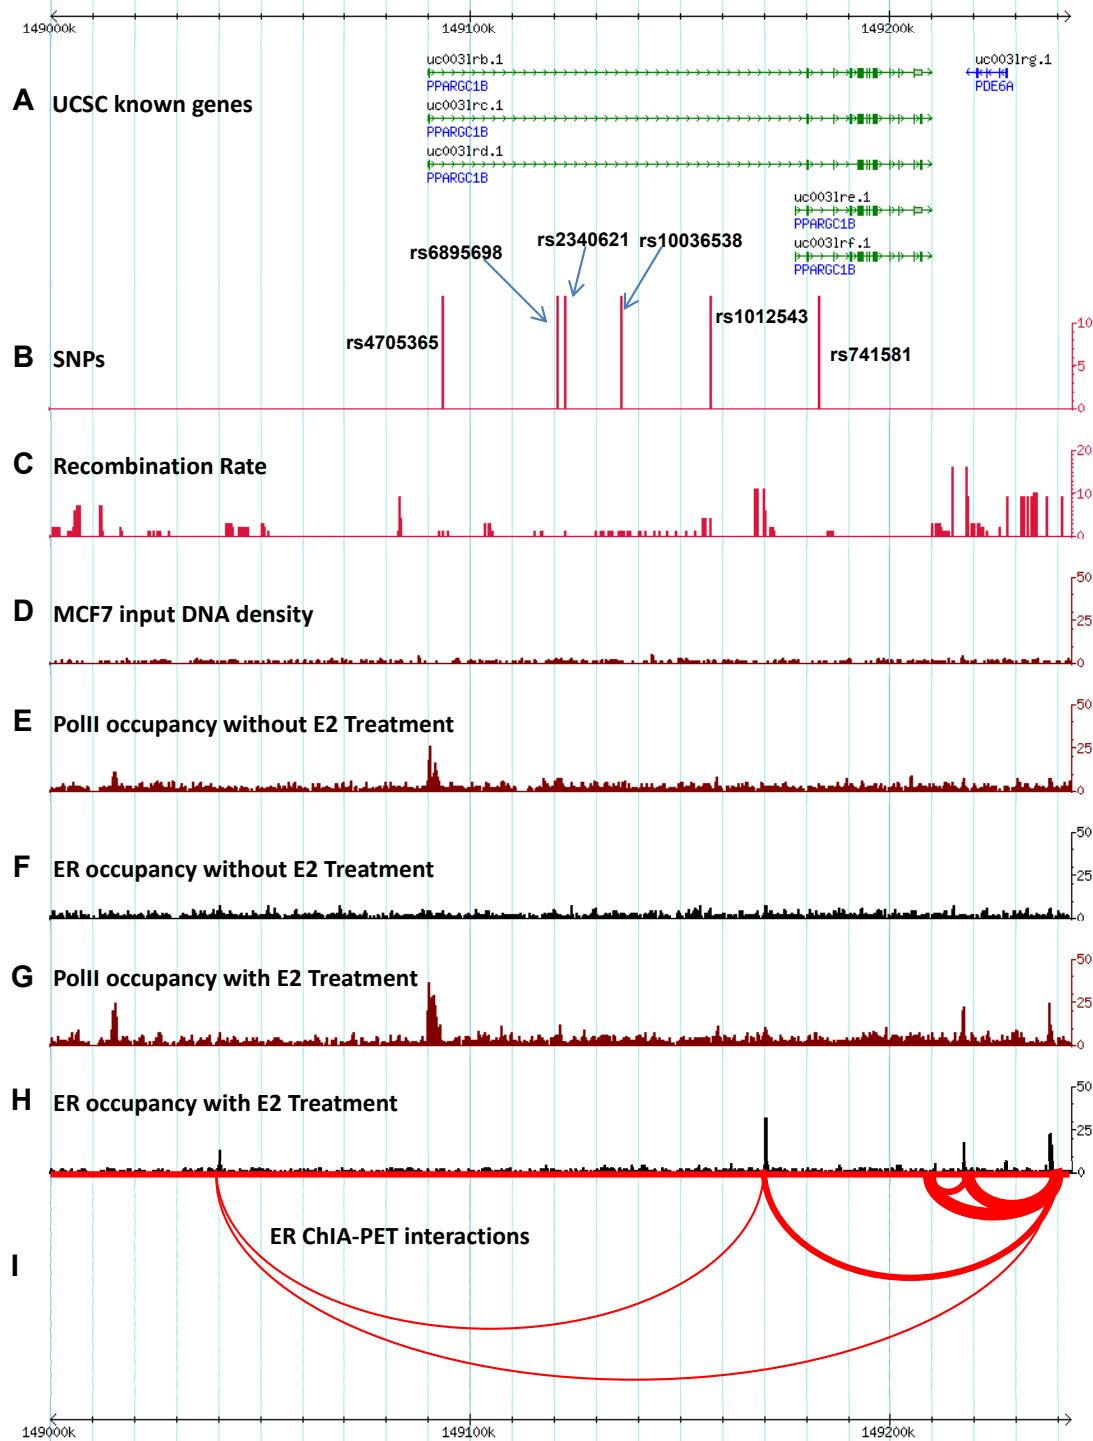 149000k 149100k 149200k
uc003lrb.1 uc003lrg.1
PPARGC1B PDE6A
A UCSC known genes
uc003lrc.1
PPARGC1B
uc003lrd.1
PPARGC1B
uc003lre.1
PPARGC1B
uc003lrf.1
PPARGC1B
rs6895698 rs2340621 rs10036538
rs4705365 rs1012543 rs741581
B SNPs
10
5
0
C Recombination Rate
20
10
0
D MCF7 input DNA density
50
25
0
E PolII occupancy without E2 Treatment
50
25
0
F ER occupancy without E2 Treatment
50
25
0
G PolII occupancy with E2 Treatment
50
25
0
H ER occupancy with E2 Treatment
50
25
0
I ER ChIA-PET interactions
149000k 149100k 149200k